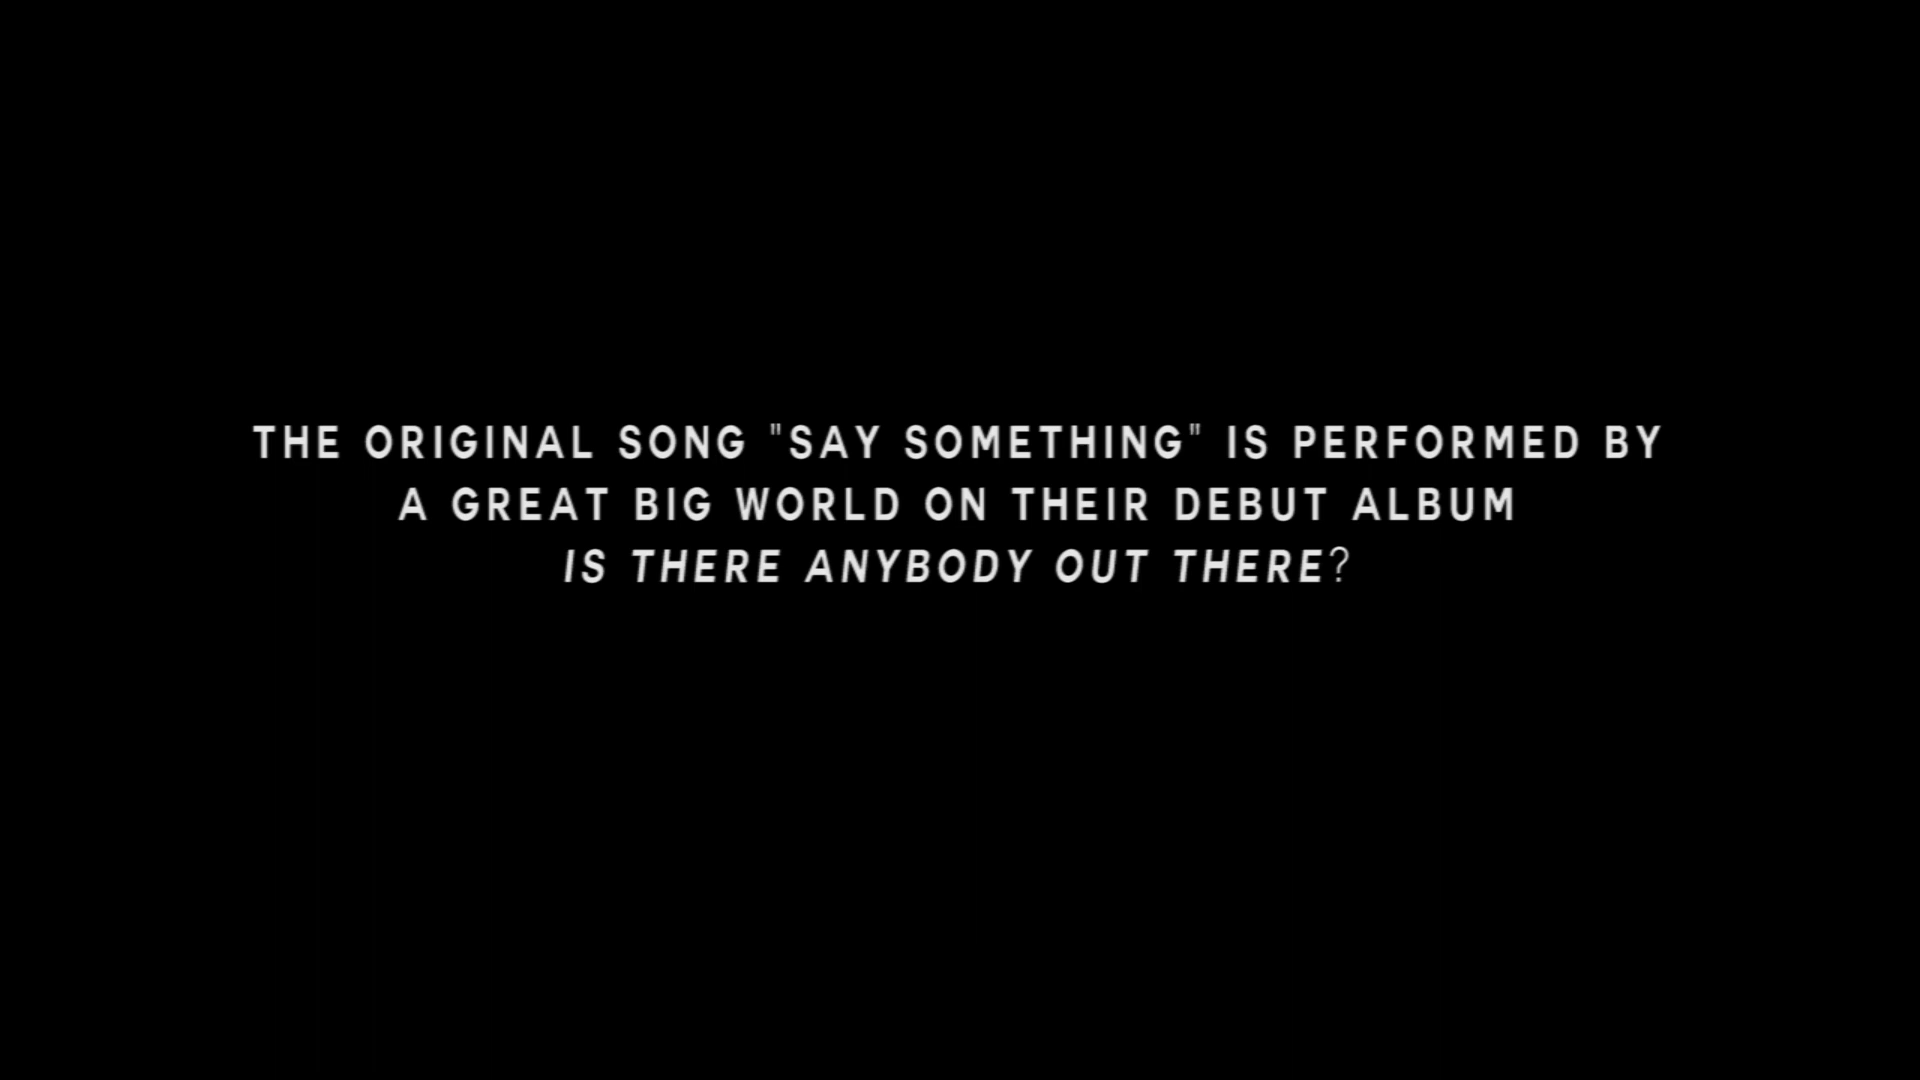 THE ORIGINAL SONG "SAY SOMETHING" IS PERFORMED BY
A GREAT BIG WORLD ON THEIR DEBUT ALBUM
IS THERE ANYBODY OUT THERE?